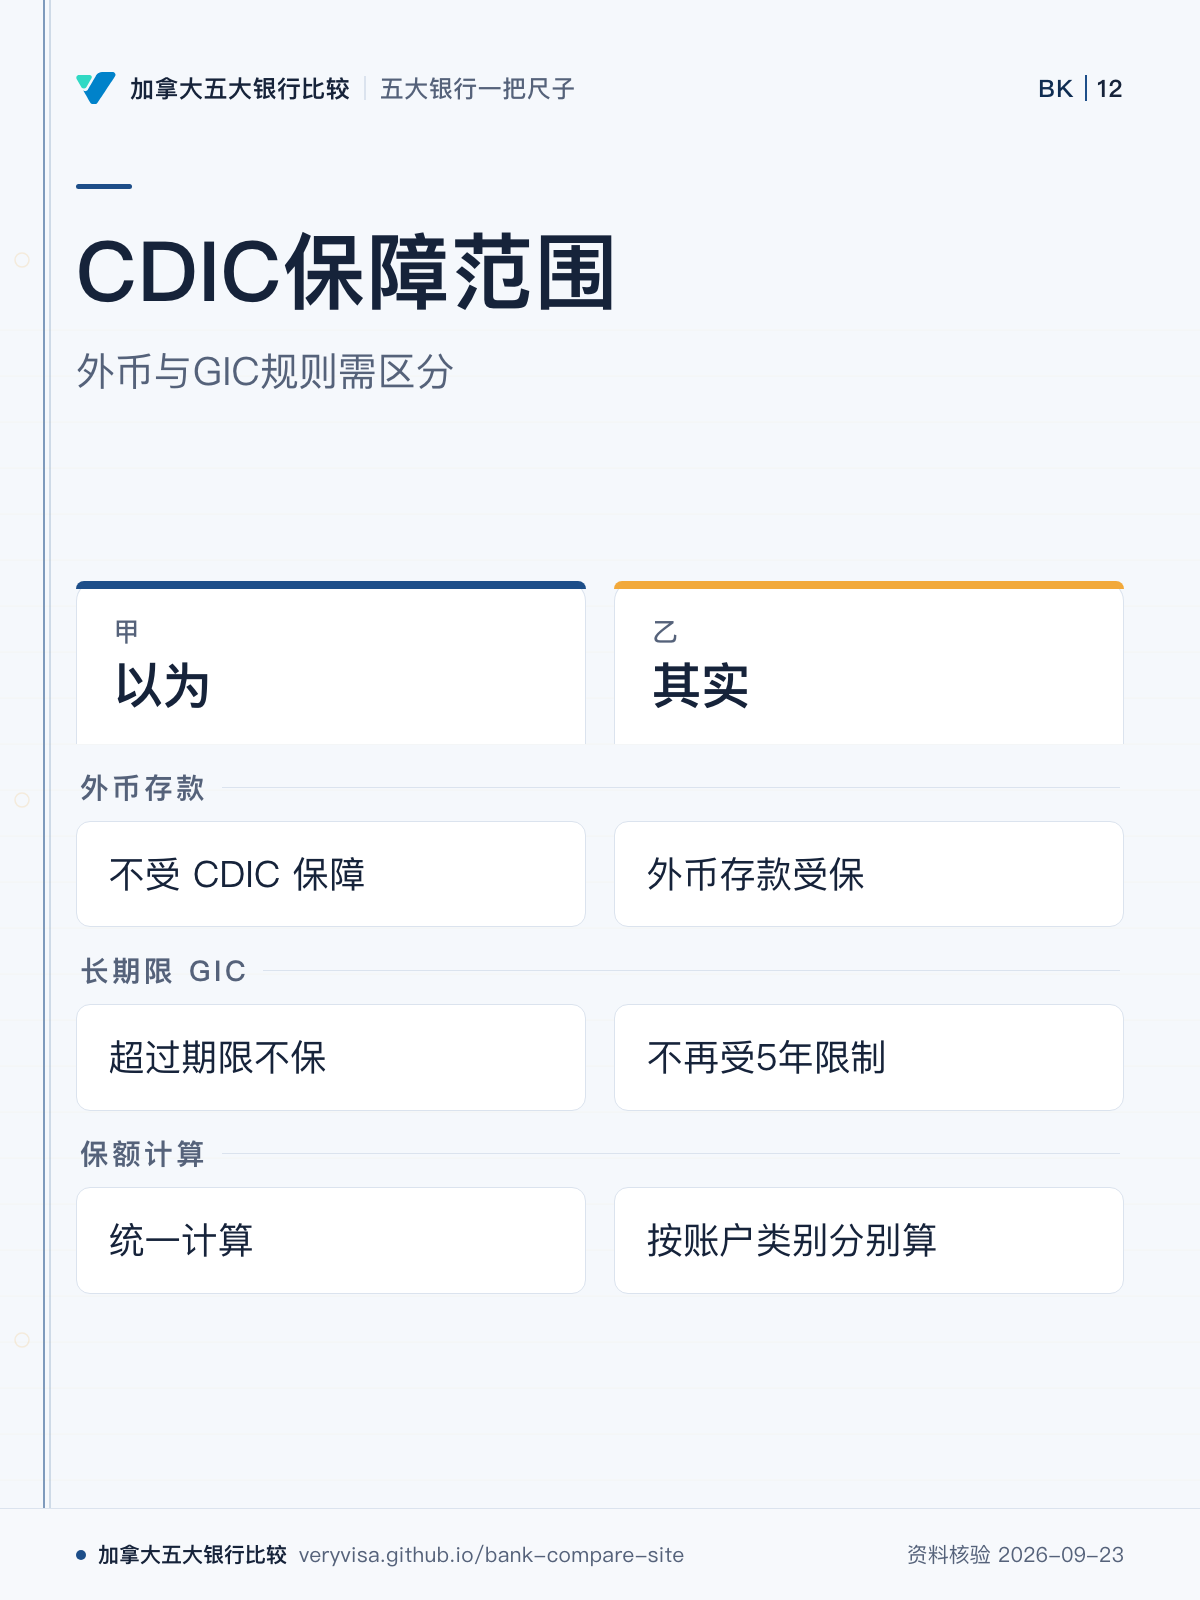 加拿大五大银行比较 五大银行一把尺子
BK 12
CDIC保障范围
外币与GIC规则需区分
甲
以为
乙
其实
外币存款
不受 CDIC 保障
外币存款受保
长期限 GIC
超过期限不保
不再受5年限制
保额计算
统一计算
按账户类别分别算
加拿大五大银行比较 veryvisa.github.io/bank-compare-site
资料核验 2026-09-23